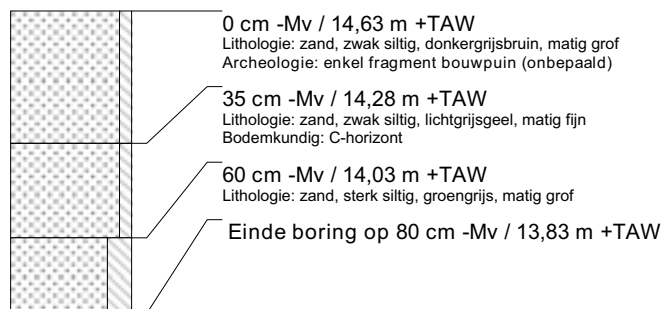 0 cm -Mv / 14,63 m +TAW
Lithologie: zand, zwak siltig, donkergrijsbruin, matig grof
Archeologie: enkel fragment bouwpuin (onbepaald)
35 cm -Mv / 14,28 m +TAW
Lithologie: zand, zwak siltig, lichtgrijsgeel, matig fijn
Bodemkundig: C-horizont
60 cm -Mv / 14,03 m +TAW
Lithologie: zand, sterk siltig, groengrijs, matig grof
Einde boring op 80 cm -Mv / 13,83 m +TAW